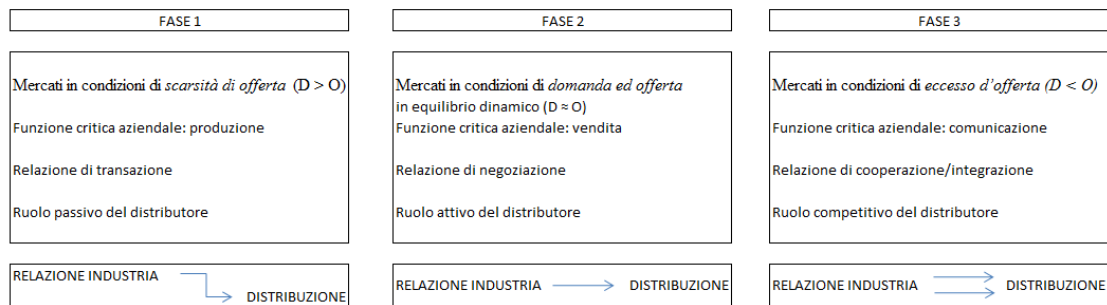 FASE 1
Mercati in condizioni di scarsità di offerta (D > O)
Funzione critica aziendale: produzione
Relazione di transazione
Ruolo passivo del distributore
RELAZIONE INDUSTRIA
DISTRIBUZIONE
FASE 2
Mercati in condizioni di domanda ed offerta
in equilibrio dinamico (D ≈ O)
Funzione critica aziendale: vendita
Relazione di negoziazione
Ruolo attivo del distributore
RELAZIONE INDUSTRIA
DISTRIBUZIONE
FASE 3
Mercati in condizioni di eccesso d'offerta (D < O)
Funzione critica aziendale: comunicazione
Relazione di cooperazione/integrazione
Ruolo competitivo del distributore
RELAZIONE INDUSTRIA
DISTRIBUZIONE